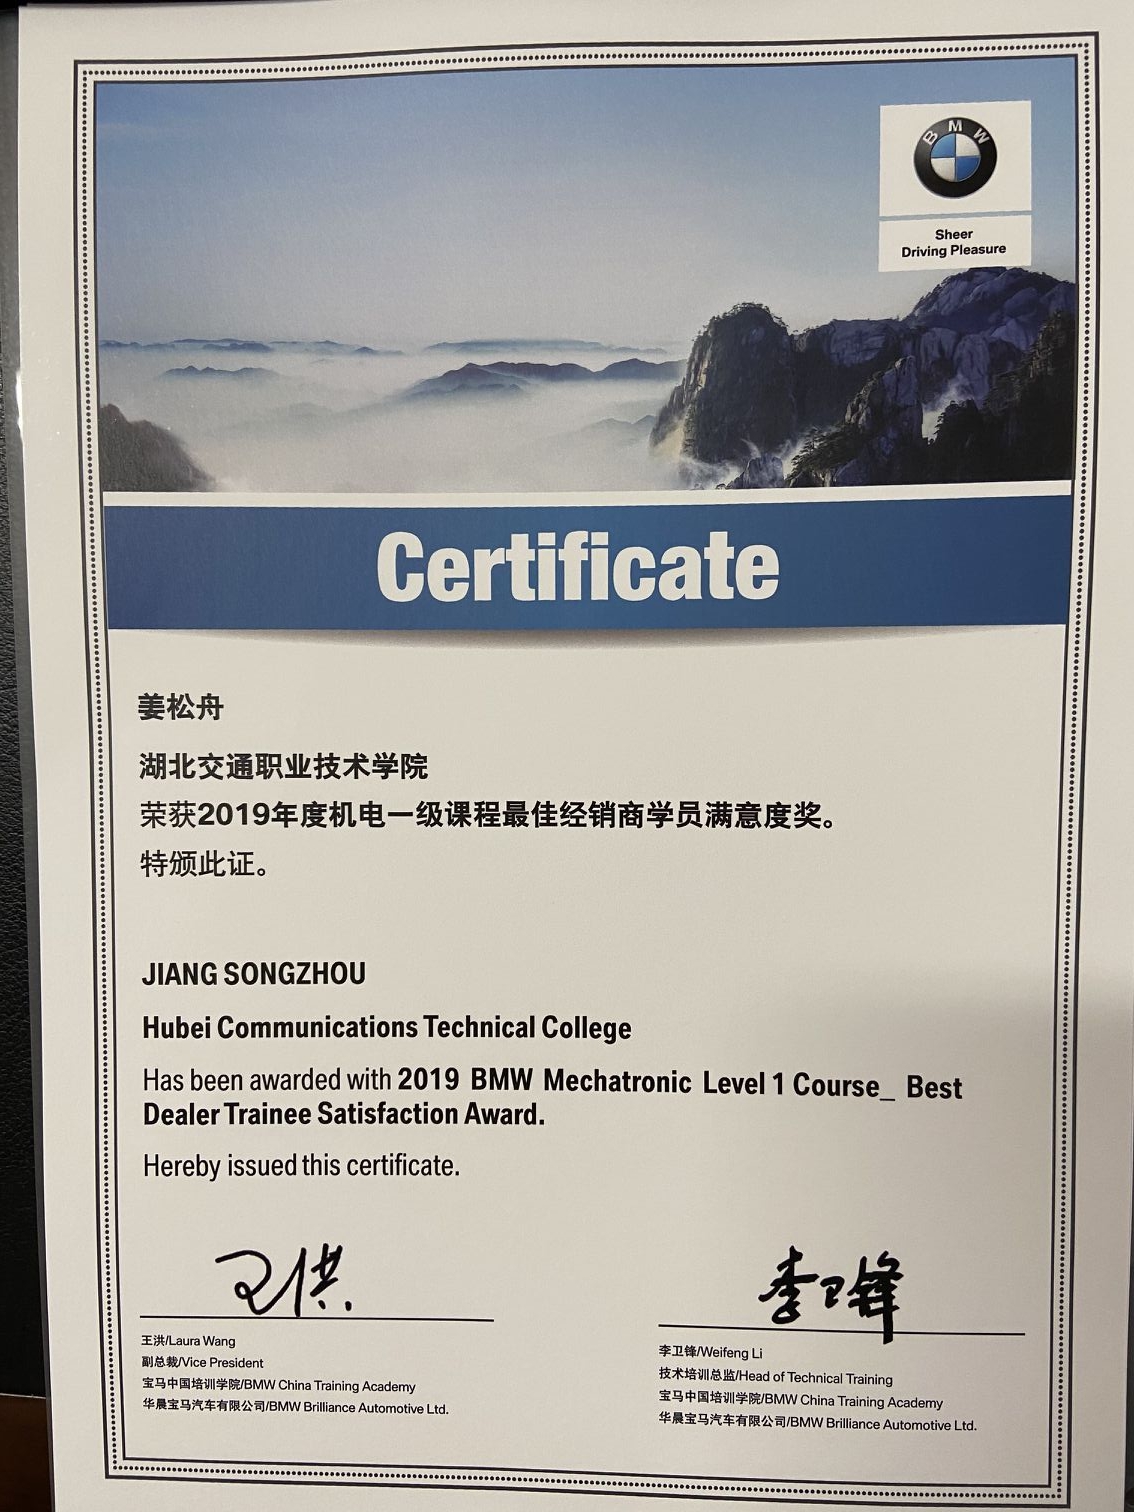 BMW
Sheer
Driving Pleasure
Certificate
姜松舟
湖北交通职业技术学院
荣获2019年度机电一级课程最佳经销商学员满意度奖。
特颁此证。
JIANG SONGZHOU
Hubei Communications Technical College
Has been awarded with 2019 BMW Mechatronic Level 1 Course_ Best
Dealer Trainee Satisfaction Award.
Hereby issued this certificate.
王洪
李卫锋
王洪/Laura Wang
副总裁/Vice President
宝马中国培训学院/BMW China Training Academy
华晨宝马汽车有限公司/BMW Brilliance Automotive Ltd.
李卫锋/Weifeng Li
技术培训总监/Head of Technical Training
宝马中国培训学院/BMW China Training Academy
华晨宝马汽车有限公司/BMW Brilliance Automotive Ltd.